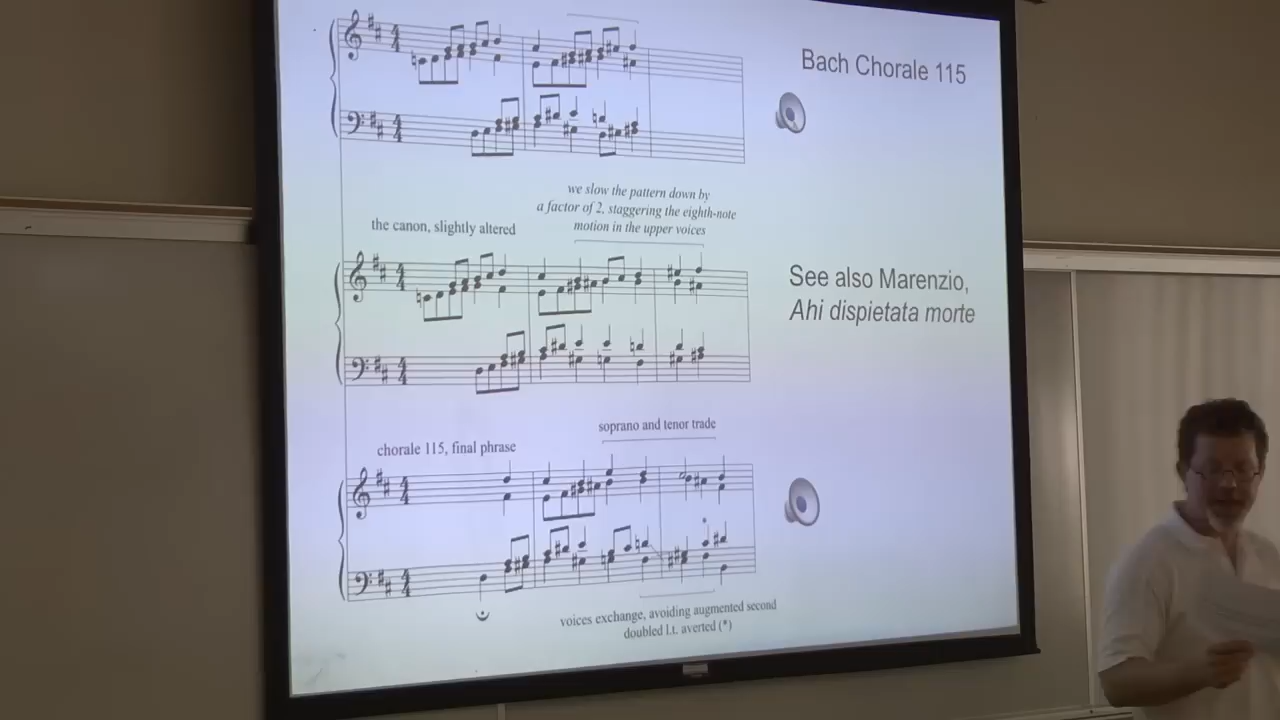 Bach Chorale 115
we slow the pattern down by
a factor of 2, staggering the eighth-note
motion in the upper voices
the canon, slightly altered
See also Marenzio,
Ahi dispietata morte
soprano and tenor trade
chorale 115, final phrase
voices exchange, avoiding augmented second
doubled l.t. averted (*)